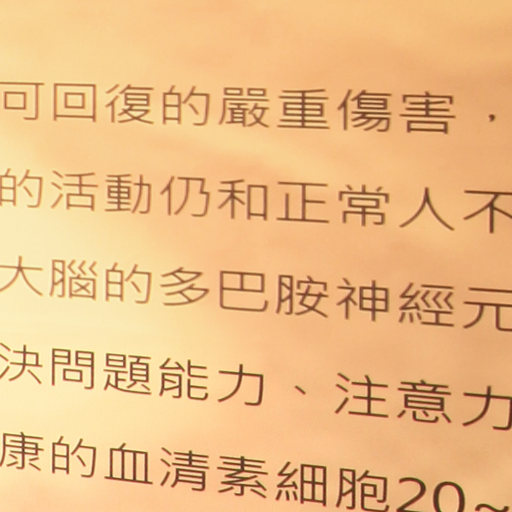 可回復的嚴重傷害，
的活動仍和正常人不
大腦的多巴胺神經元
決問題能力、注意力
康的血清素細胞20~